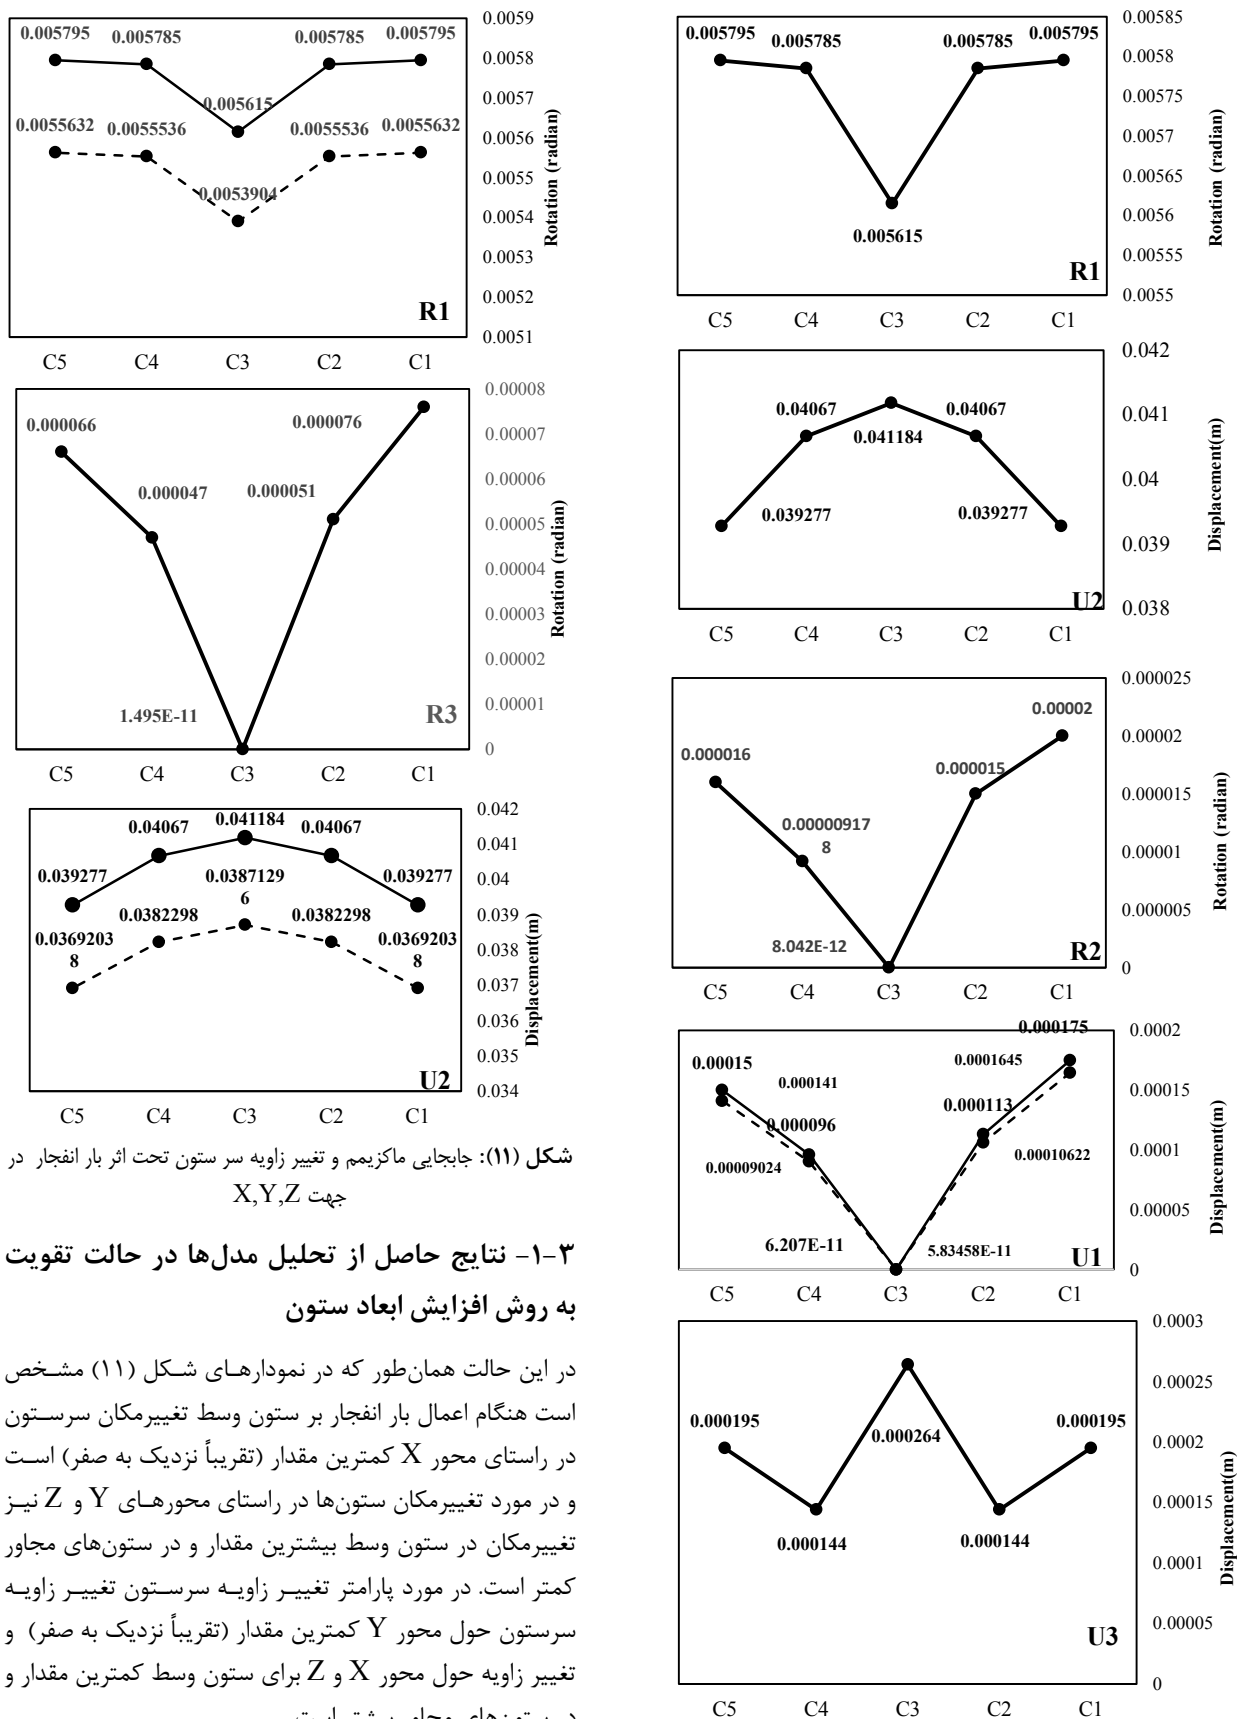 0.005795 0.005785 0.005785 0.005795
0.005615
0.0055632 0.0055536 0.0055536 0.0055632
0.0053904
0.0059
0.0058
0.0057
0.0056
0.0055
0.0054
0.0053
0.0052
0.0051
Rotation (radian)
R1
C5 C4 C3 C2 C1
0.000066 0.000076
0.000047 0.000051
1.495E-11
0.00008
0.00007
0.00006
0.00005
0.00004
0.00003
0.00002
0.00001
0
Rotation (radian)
R3
C5 C4 C3 C2 C1
0.041184
0.04067 0.04067
0.039277 0.039277
0.0387129
6
0.0382298 0.0382298
0.0369203 0.0369203
8 8
0.042
0.041
0.04
0.039
0.038
0.037
0.036
0.035
0.034
Displacement(m)
U2
C5 C4 C3 C2 C1
شکل (۱۱): جابجایی ماکزیمم و تغییر زاویه سر ستون تحت اثر بار انفجار در
جهت X,Y,Z
۳-۱- نتایج حاصل از تحلیل مدل‌ها در حالت تقویت
به روش افزایش ابعاد ستون
در این حالت همان‌طور که در نمودارهای شکل (۱۱) مشخص
است هنگام اعمال بار انفجار بر ستون وسط تغییرمکان سرستون
در راستای محور X کمترین مقدار (تقریباً نزدیک به صفر) است
و در مورد تغییرمکان ستون‌ها در راستای محورهای Y و Z نیز
تغییرمکان در ستون وسط بیشترین مقدار و در ستون‌های مجاور
کمتر است. در مورد پارامتر تغییر زاویه سرستون تغییر زاویه
سرستون حول محور Y کمترین مقدار (تقریباً نزدیک به صفر) و
تغییر زاویه حول محور X و Z برای ستون وسط کمترین مقدار و
در ستون‌های مجاور بیشتر است.
0.005795 0.005785 0.005785 0.005795
0.005615
0.00585
0.0058
0.00575
0.0057
0.00565
0.0056
0.00555
0.0055
Rotation (radian)
R1
C5 C4 C3 C2 C1
0.04067 0.04067
0.041184
0.039277 0.039277
0.042
0.041
0.04
0.039
0.038
Displacement(m)
U2
C5 C4 C3 C2 C1
0.00002
0.000016 0.000015
0.00000917
8
8.042E-12
0.000025
0.00002
0.000015
0.00001
0.000005
0
Rotation (radian)
R2
C5 C4 C3 C2 C1
0.000175
0.00015 0.0001645
0.000141
0.000113
0.000096
0.00009024 0.00010622
6.207E-11 5.83458E-11
0.0002
0.00015
0.0001
0.00005
0
Displacement(m)
U1
C5 C4 C3 C2 C1
0.000195 0.000195
0.000264
0.000144 0.000144
0.0003
0.00025
0.0002
0.00015
0.0001
0.00005
0
Displacement(m)
U3
C5 C4 C3 C2 C1